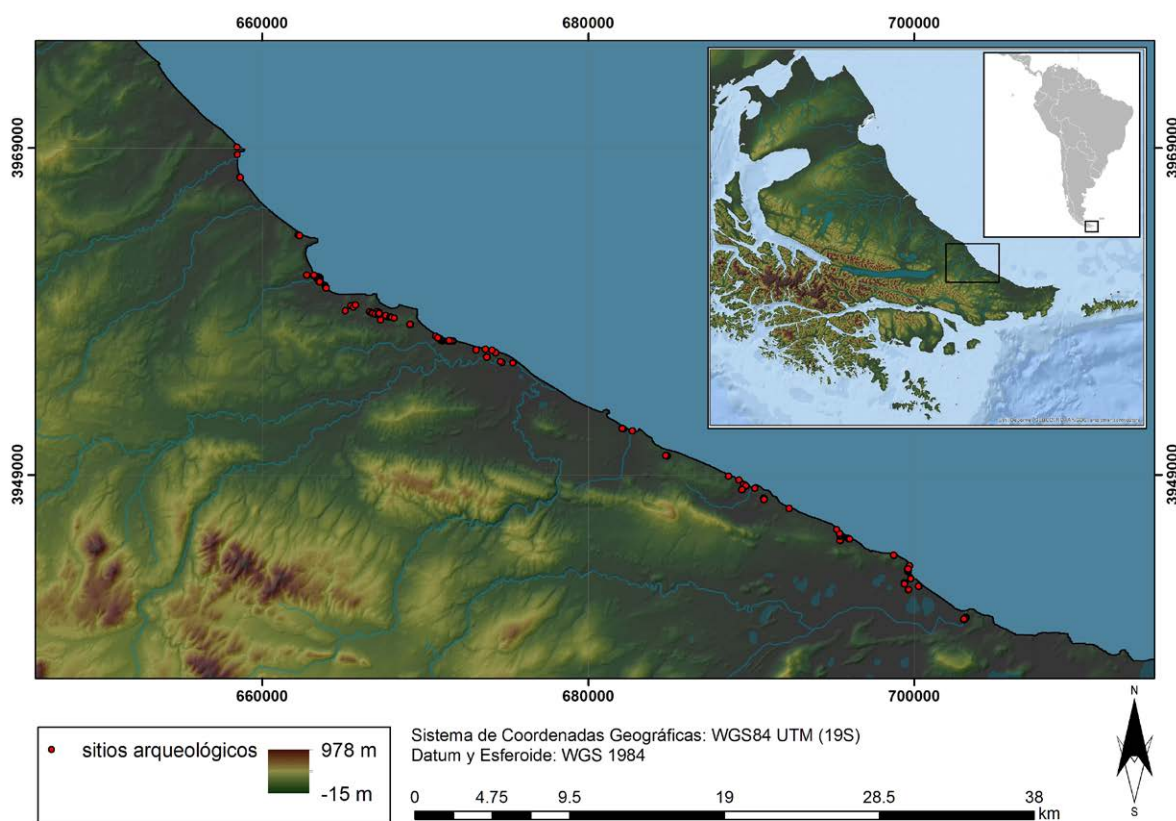 660000 680000 700000
3969000 3969000
3949000 3949000
660000 680000 700000
sitios arqueológicos
978 m
-15 m
Sistema de Coordenadas Geográficas: WGS84 UTM (19S)
Datum y Esferoide: WGS 1984
0 4.75 9.5 19 28.5 38
km
N
S